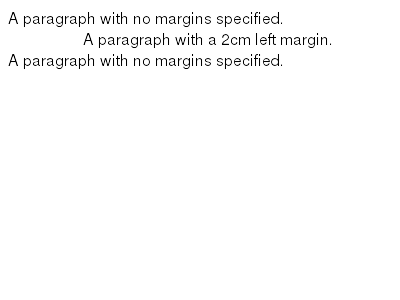 A paragraph with no margins specified.
A paragraph with a 2cm left margin.
A paragraph with no margins specified.